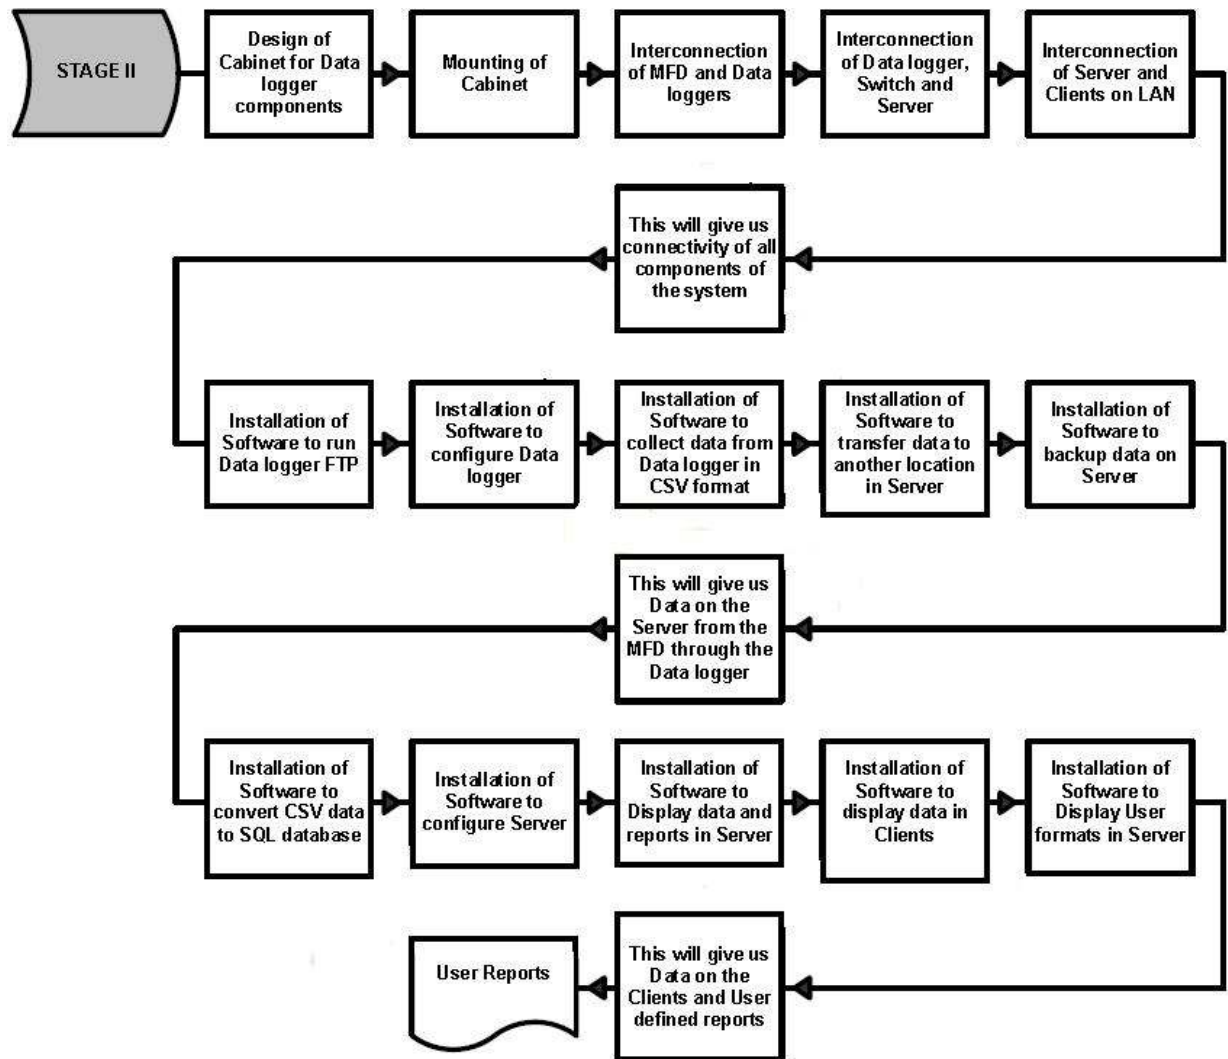 STAGE II
Design of
Cabinet for Data
logger
components
Mounting of
Cabinet
Interconnection
of MFD and Data
loggers
Interconnection
of Data logger,
Switch and
Server
Interconnection
of Server and
Clients on LAN
This will give us
connectivity of all
components of
the system
Installation of
Software to run
Data logger FTP
Installation of
Software to
configure Data
logger
Installation of
Software to
collect data from
Data logger in
CSV format
Installation of
Software to
transfer data to
another location
in Server
Installation of
Software to
backup data on
Server
This will give us
Data on the
Server from the
MFD through the
Data logger
Installation of
Software to
convert CSV data
to SQL database
Installation of
Software to
configure Server
Installation of
Software to
Display data and
reports in Server
Installation of
Software to
display data in
Clients
Installation of
Software to
Display User
formats in Server
User Reports
This will give us
Data on the
Clients and User
defined reports